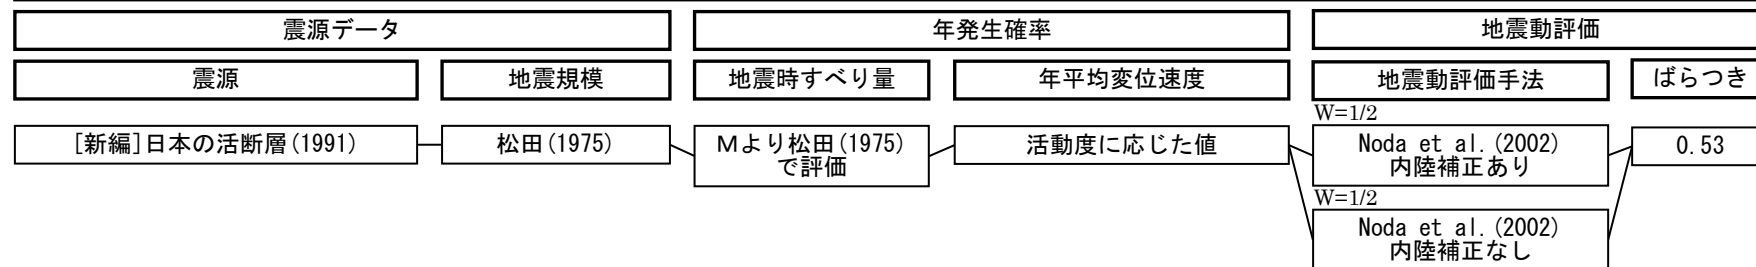 震源データ
年発生確率
地震動評価
震源
地震規模
地震時すべり量
年平均変位速度
地震動評価手法
ばらつき
[新編]日本の活断層(1991)
松田(1975)
Mより松田(1975)
で評価
活動度に応じた値
W=1/2
Noda et al.(2002)
内陸補正あり
0.53
W=1/2
Noda et al.(2002)
内陸補正なし